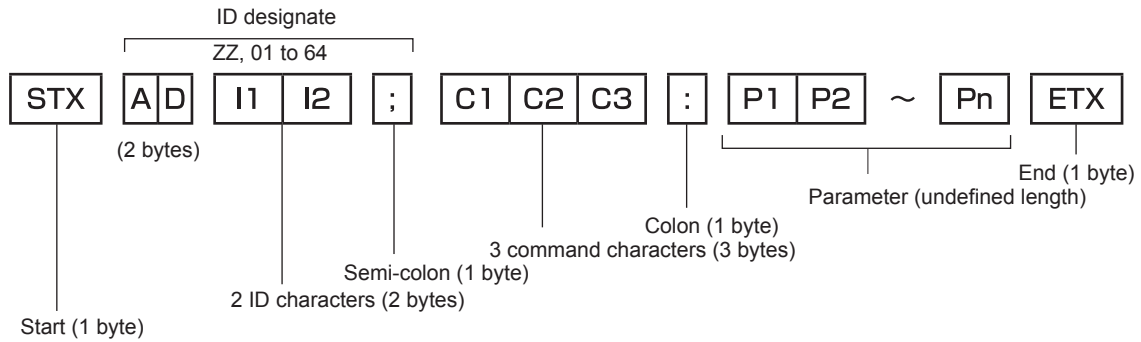 ID designate
ZZ, 01 to 64
STX A D I1 I2 ; C1 C2 C3 : P1 P2 ~ Pn ETX
(2 bytes)
End (1 byte)
Parameter (undefined length)
Colon (1 byte)
3 command characters (3 bytes)
Semi-colon (1 byte)
2 ID characters (2 bytes)
Start (1 byte)